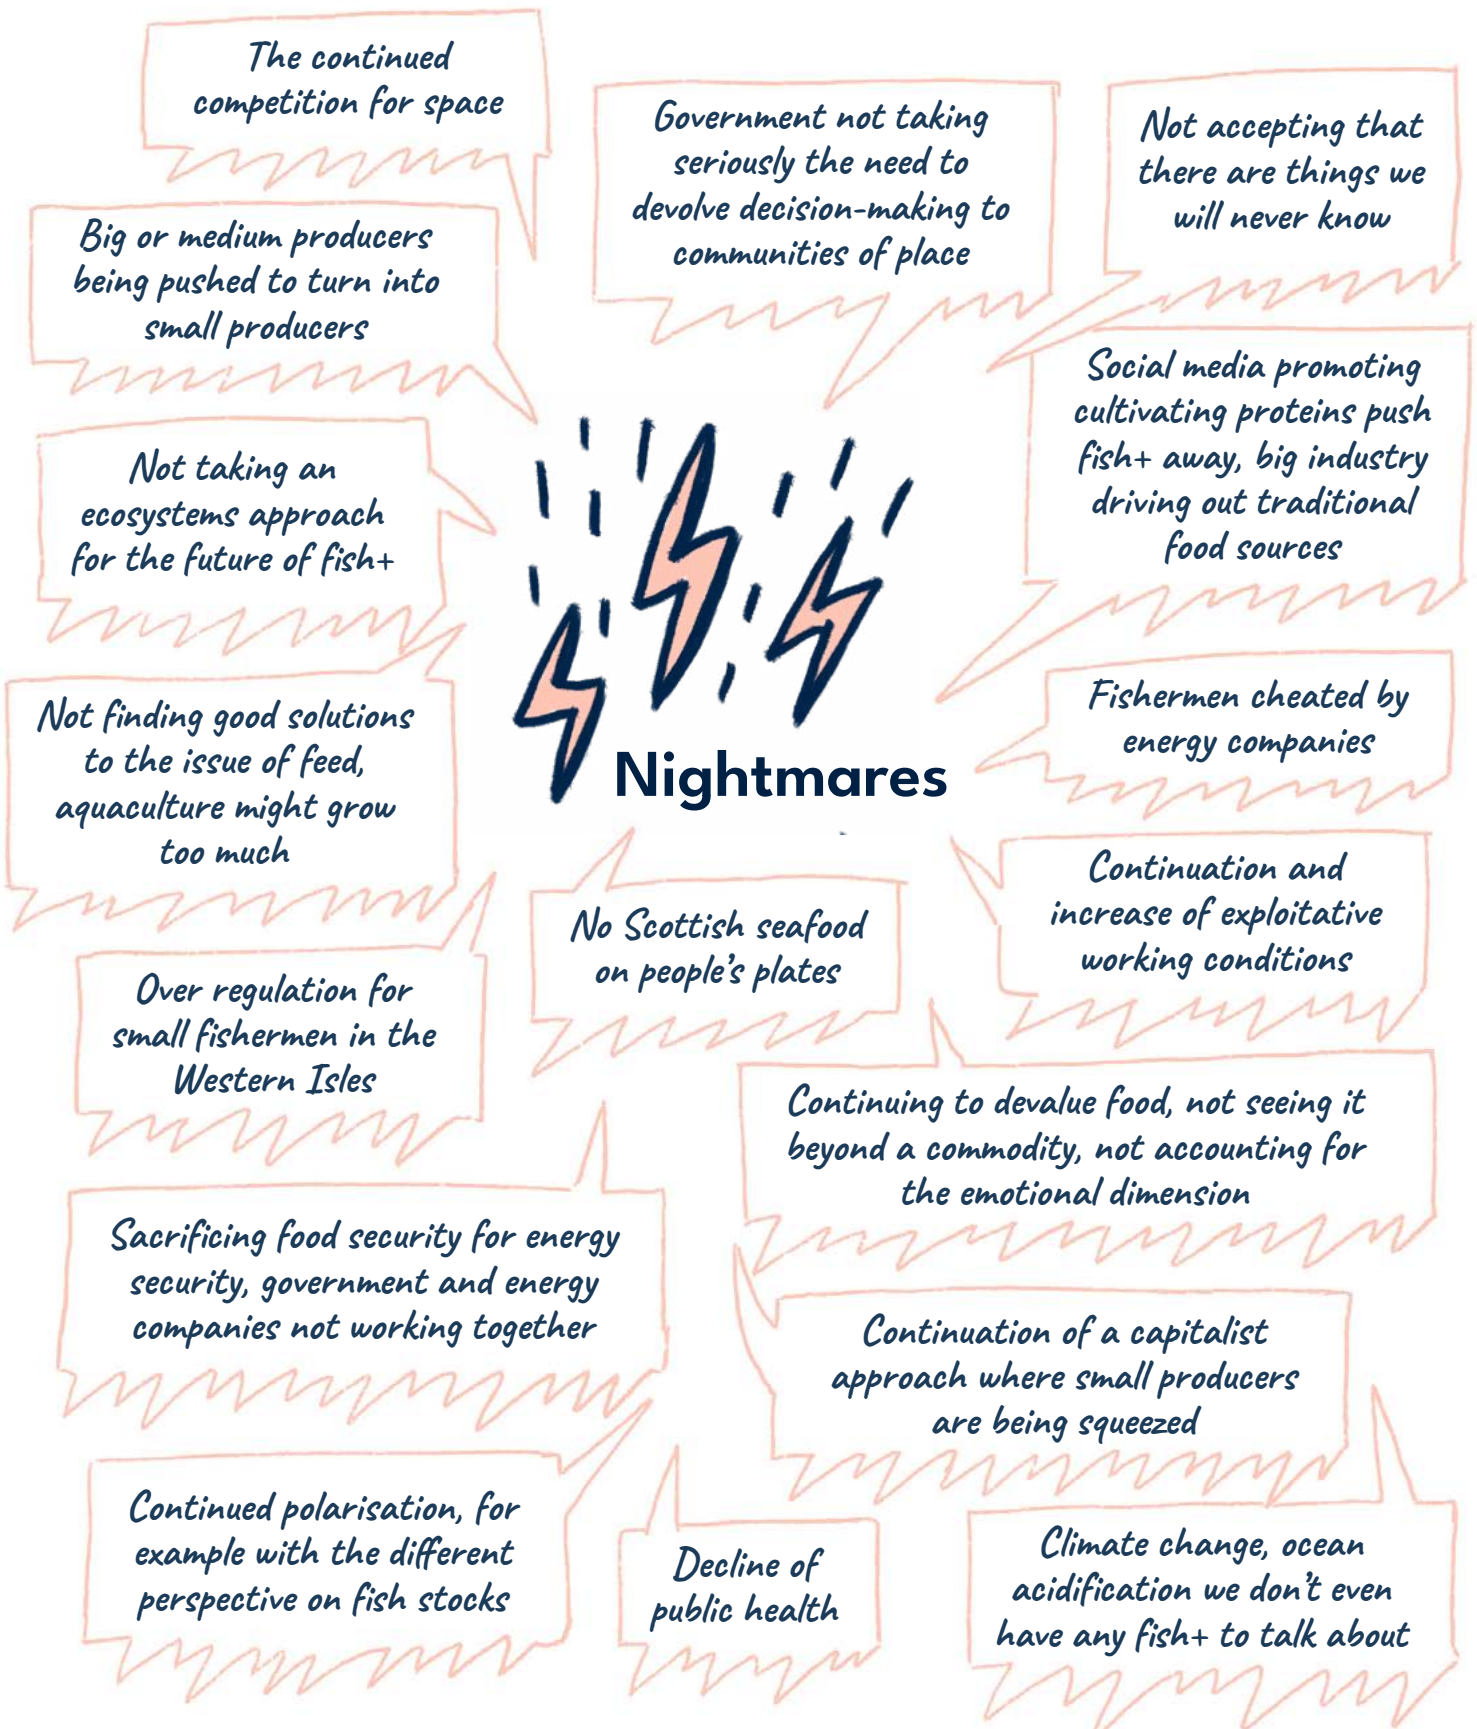 The continued
competition for space
Government not taking
seriously the need to
devolve decision-making to
communities of place
Not accepting that
there are things we
will never know
Big or medium producers
being pushed to turn into
small producers
Social media promoting
cultivating proteins push
fish+ away, big industry
driving out traditional
food sources
Not taking an
ecosystems approach
for the future of fish+
Fishermen cheated by
energy companies
Not finding good solutions
to the issue of feed,
aquaculture might grow
too much
Nightmares
Continuation and
increase of exploitative
working conditions
No Scottish seafood
on people’s plates
Over regulation for
small fishermen in the
Western Isles
Continuing to devalue food, not seeing it
beyond a commodity, not accounting for
the emotional dimension
Sacrificing food security for energy
security, government and energy
companies not working together
Continuation of a capitalist
approach where small producers
are being squeezed
Continued polarisation, for
example with the different
perspective on fish stocks
Decline of
public health
Climate change, ocean
acidification we don’t even
have any fish+ to talk about